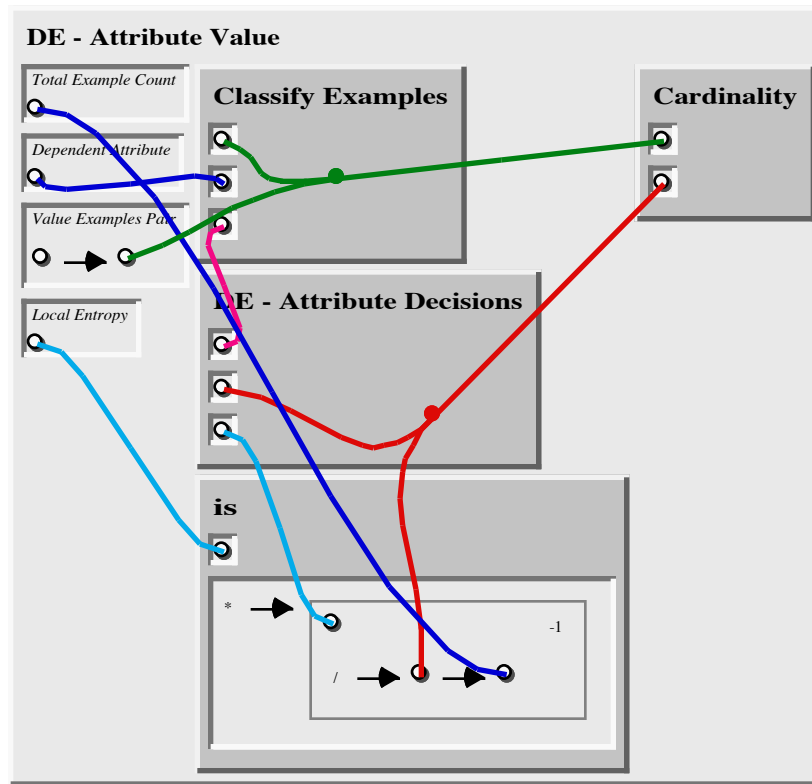 DE - Attribute Value
Total Example Count
Classify Examples
Cardinality
Dependent Attribute
Value Examples Pair
DE - Attribute Decisions
Local Entropy
is
*
-1
/